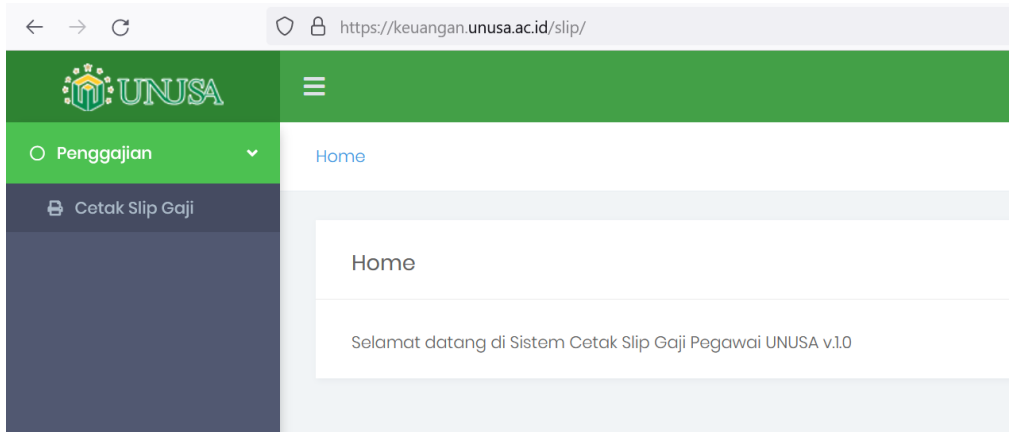 https://keuangan.unusa.ac.id/slip/
UNUSA
Penggajian
Home
Cetak Slip Gaji
Home
Selamat datang di Sistem Cetak Slip Gaji Pegawai UNUSA v.1.0